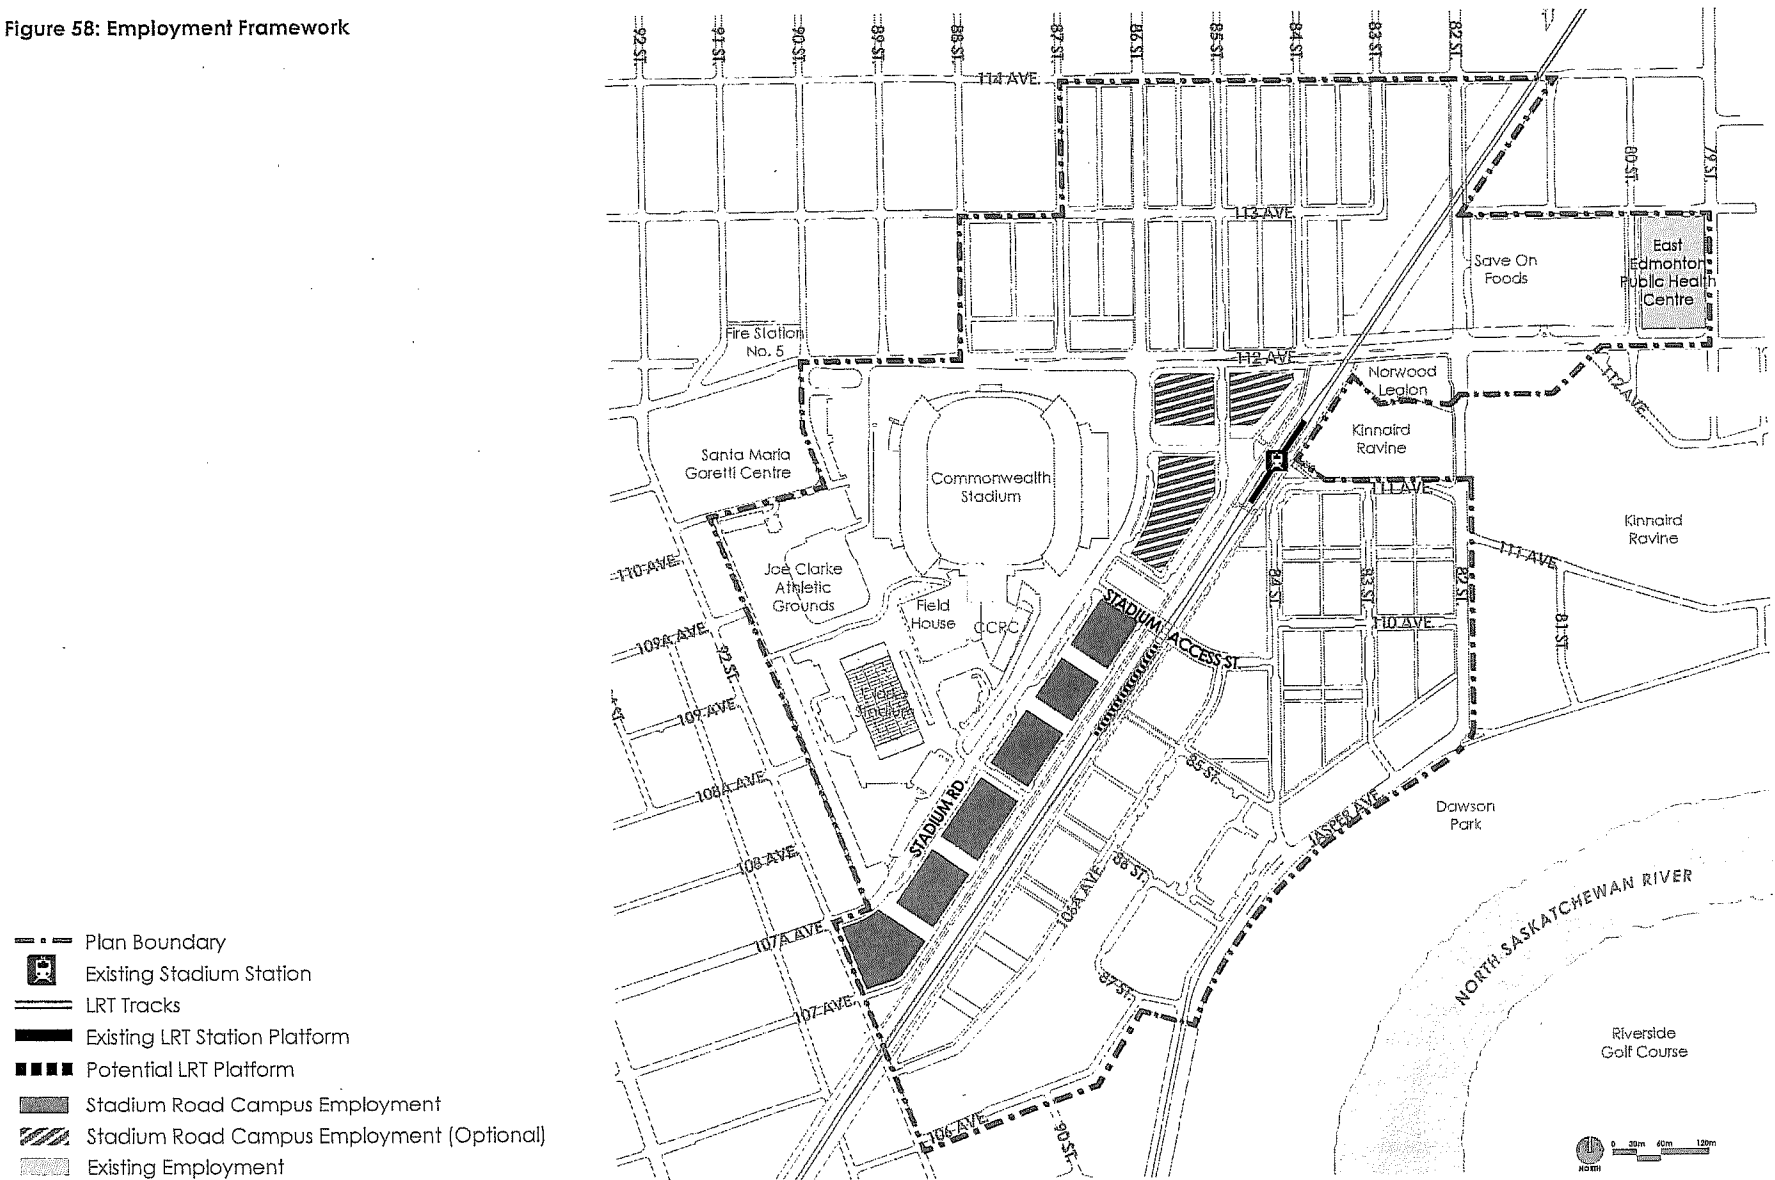 Figure 58: Employment Framework
92 ST.
91 ST.
90 ST.
89 ST.
88 ST.
87 ST.
86 ST.
85 ST.
84 ST.
83 ST.
82 ST.
114 AVE.
80 ST.
79 ST.
113 AVE.
East
Edmonton
Public Health
Centre
Save On
Foods
Fire Station
No. 5
112 AVE.
Norwood
Legion
112 AVE.
Kinnaird
Ravine
Santa Maria
Goretti Centre
Commonwealth
Stadium
111 AVE.
Kinnaird
Ravine
111 AVE.
110 AVE.
Joe Clarke
Athletic
Grounds
Field
House
CCRC
STADIUM ACCESS ST.
84 ST.
83 ST.
82 ST.
110 AVE.
81 ST.
109A AVE.
92 ST.
109 AVE.
85 ST.
108A AVE.
STADIUM RD.
JASPER AVE.
Dawson
Park
108 AVE.
86 ST.
106A AVE.
NORTH SASKATCHEWAN RIVER
107A AVE.
87 ST.
107 AVE.
Riverside
Golf Course
106 AVE.
90 ST.
Plan Boundary
Existing Stadium Station
LRT Tracks
Existing LRT Station Platform
Potential LRT Platform
Stadium Road Campus Employment
Stadium Road Campus Employment (Optional)
Existing Employment
NORTH
0 30m 60m 120m